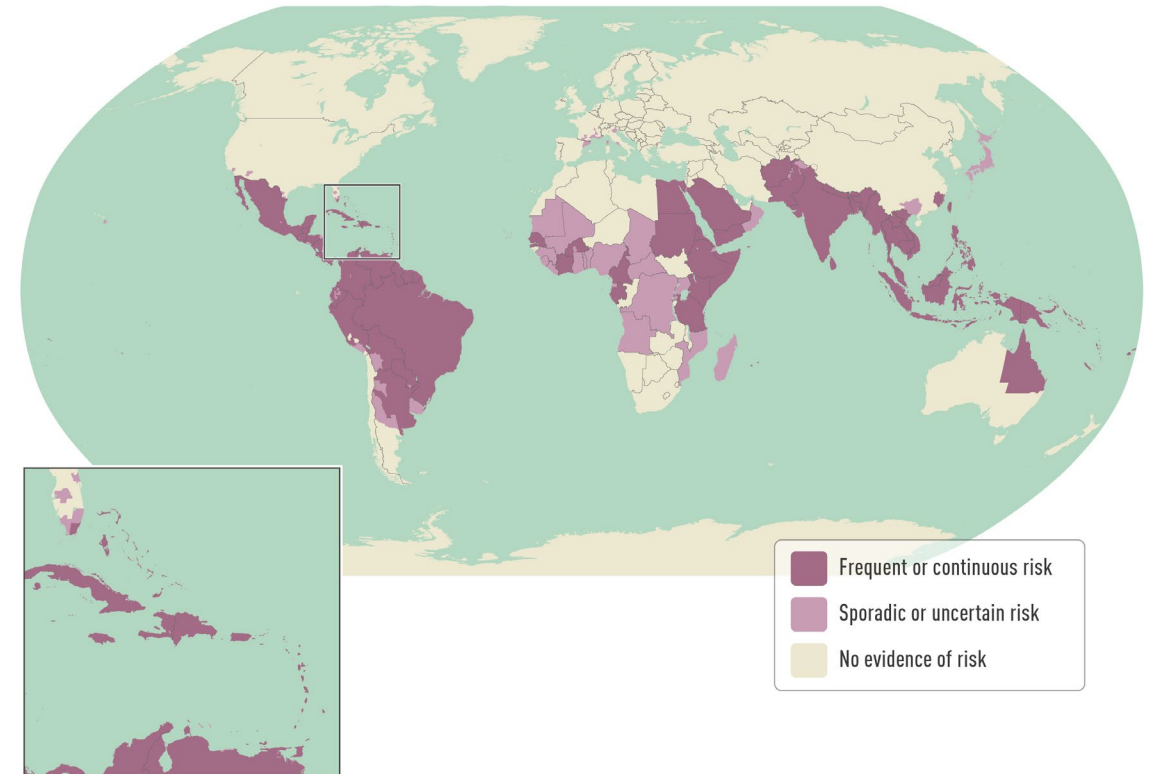 Frequent or continuous risk
Sporadic or uncertain risk
No evidence of risk